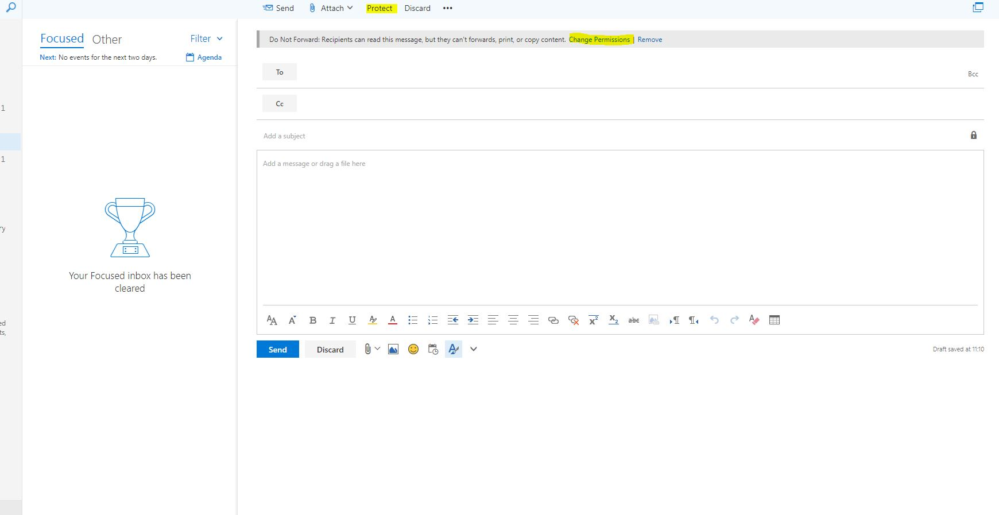 Send Attach Protect Discard •••
Focused Other Filter
Next: No events for the next two days. Agenda
1
1
ry
ed
ts,
Your Focused inbox has been
cleared
Do Not Forward: Recipients can read this message, but they can't forwards, print, or copy content. Change Permissions | Remove
To
Bcc
Cc
Add a subject
Add a message or drag a file here
Send Discard
Draft saved at 11:10